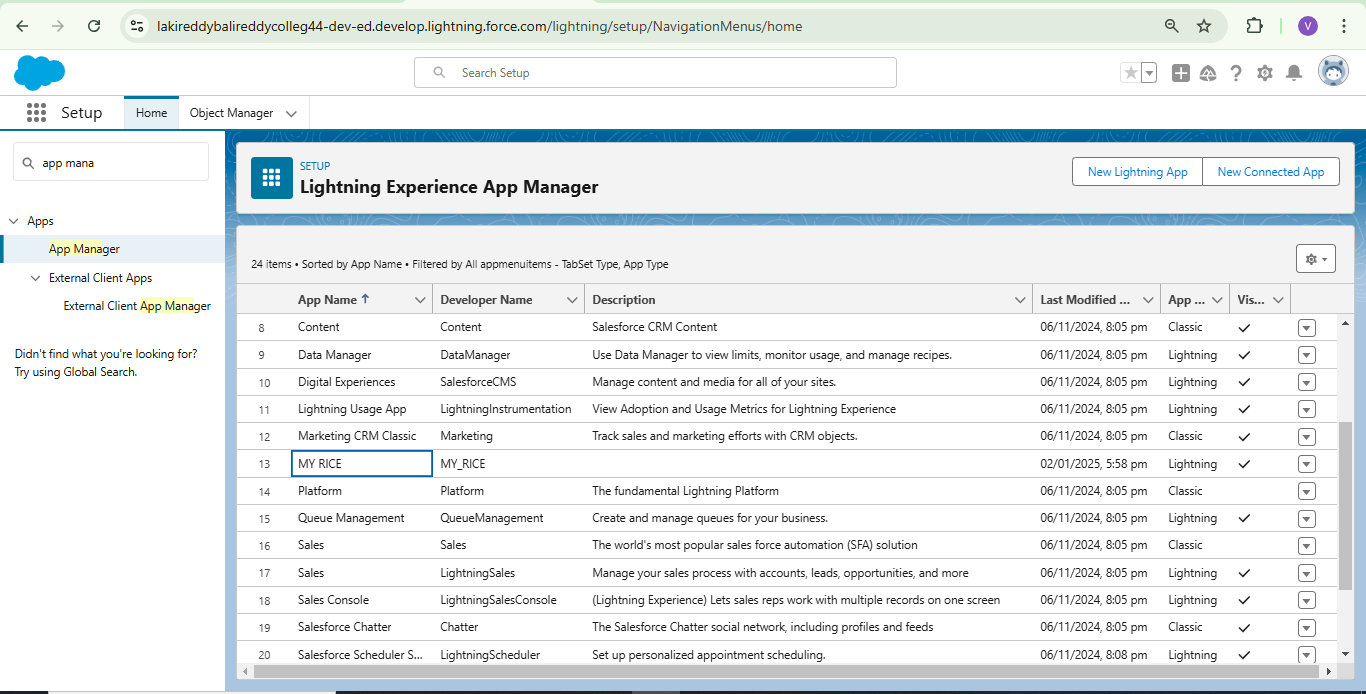 lakireddybalireddycolleg44-dev-ed.develop.lightning.force.com/lightning/setup/NavigationMenus/home
V
Search Setup
Setup
Home
Object Manager
app mana
Apps
App Manager
External Client Apps
External Client App Manager
Didn't find what you're looking for?
Try using Global Search.
SETUP
Lightning Experience App Manager
New Lightning App
New Connected App
24 items • Sorted by App Name • Filtered by All appmenuitems - TabSet Type, App Type
App Name Developer Name Description Last Modified ... App ... Vis...
8 Content Content Salesforce CRM Content 06/11/2024, 8:05 pm Classic
9 Data Manager DataManager Use Data Manager to view limits, monitor usage, and manage recipes. 06/11/2024, 8:05 pm Lightning
10 Digital Experiences SalesforceCMS Manage content and media for all of your sites. 06/11/2024, 8:05 pm Lightning
11 Lightning Usage App LightningInstrumentation View Adoption and Usage Metrics for Lightning Experience 06/11/2024, 8:05 pm Lightning
12 Marketing CRM Classic Marketing Track sales and marketing efforts with CRM objects. 06/11/2024, 8:05 pm Classic
13 MY RICE MY_RICE 02/01/2025, 5:58 pm Lightning
14 Platform Platform The fundamental Lightning Platform 06/11/2024, 8:05 pm Classic
15 Queue Management QueueManagement Create and manage queues for your business. 06/11/2024, 8:05 pm Lightning
16 Sales Sales The world's most popular sales force automation (SFA) solution 06/11/2024, 8:05 pm Classic
17 Sales LightningSales Manage your sales process with accounts, leads, opportunities, and more 06/11/2024, 8:05 pm Lightning
18 Sales Console LightningSalesConsole (Lightning Experience) Lets sales reps work with multiple records on one screen 06/11/2024, 8:05 pm Lightning
19 Salesforce Chatter Chatter The Salesforce Chatter social network, including profiles and feeds 06/11/2024, 8:05 pm Classic
20 Salesforce Scheduler S... LightningScheduler Set up personalized appointment scheduling. 06/11/2024, 8:08 pm Lightning